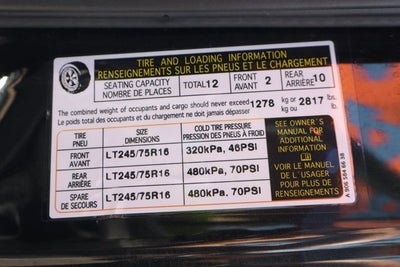 TIRE AND LOADING INFORMATION
RENSEIGNEMENTS SUR LES PNEUS ET LE CHARGEMENT
SEATING CAPACITY
NOMBRE DE PLACES
TOTAL 12
FRONT
AVANT 2
REAR
ARRIÈRE 10
The combined weight of occupants and cargo should never exceed 1278 kg or 2817 lbs.
Le poids total des occupants et du chargement ne doit jamais dépasser kg ou lb.
TIRE
PNEU
SIZE
DIMENSIONS
COLD TIRE PRESSURE
PRESSION DES PNEUS A FROID
FRONT
AVANT
LT245/75R16
320kPa, 46PSI
REAR
ARRIÈRE
LT245/75R16
480kPa, 70PSI
SPARE
DE SECOURS
LT245/75R16
480kPa, 70PSI
SEE OWNER'S
MANUAL FOR
ADDITIONAL
INFORMATION
VOIR LE MANUEL
DE L'USAGER
POUR PLUS DE
RENSEIGNEMENTS
A 906 584 66 38